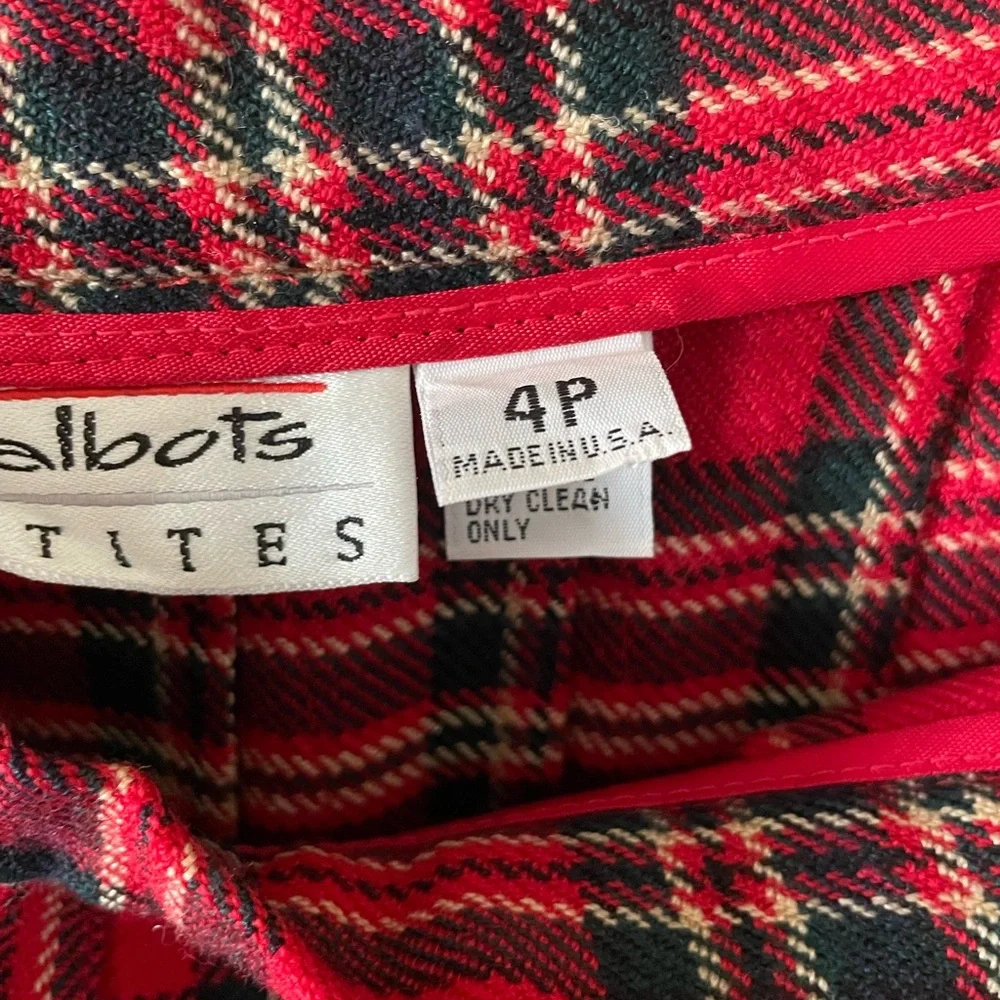 albots
TITES
4P
MADE IN U.S.A.
DRY CLEAN
ONLY